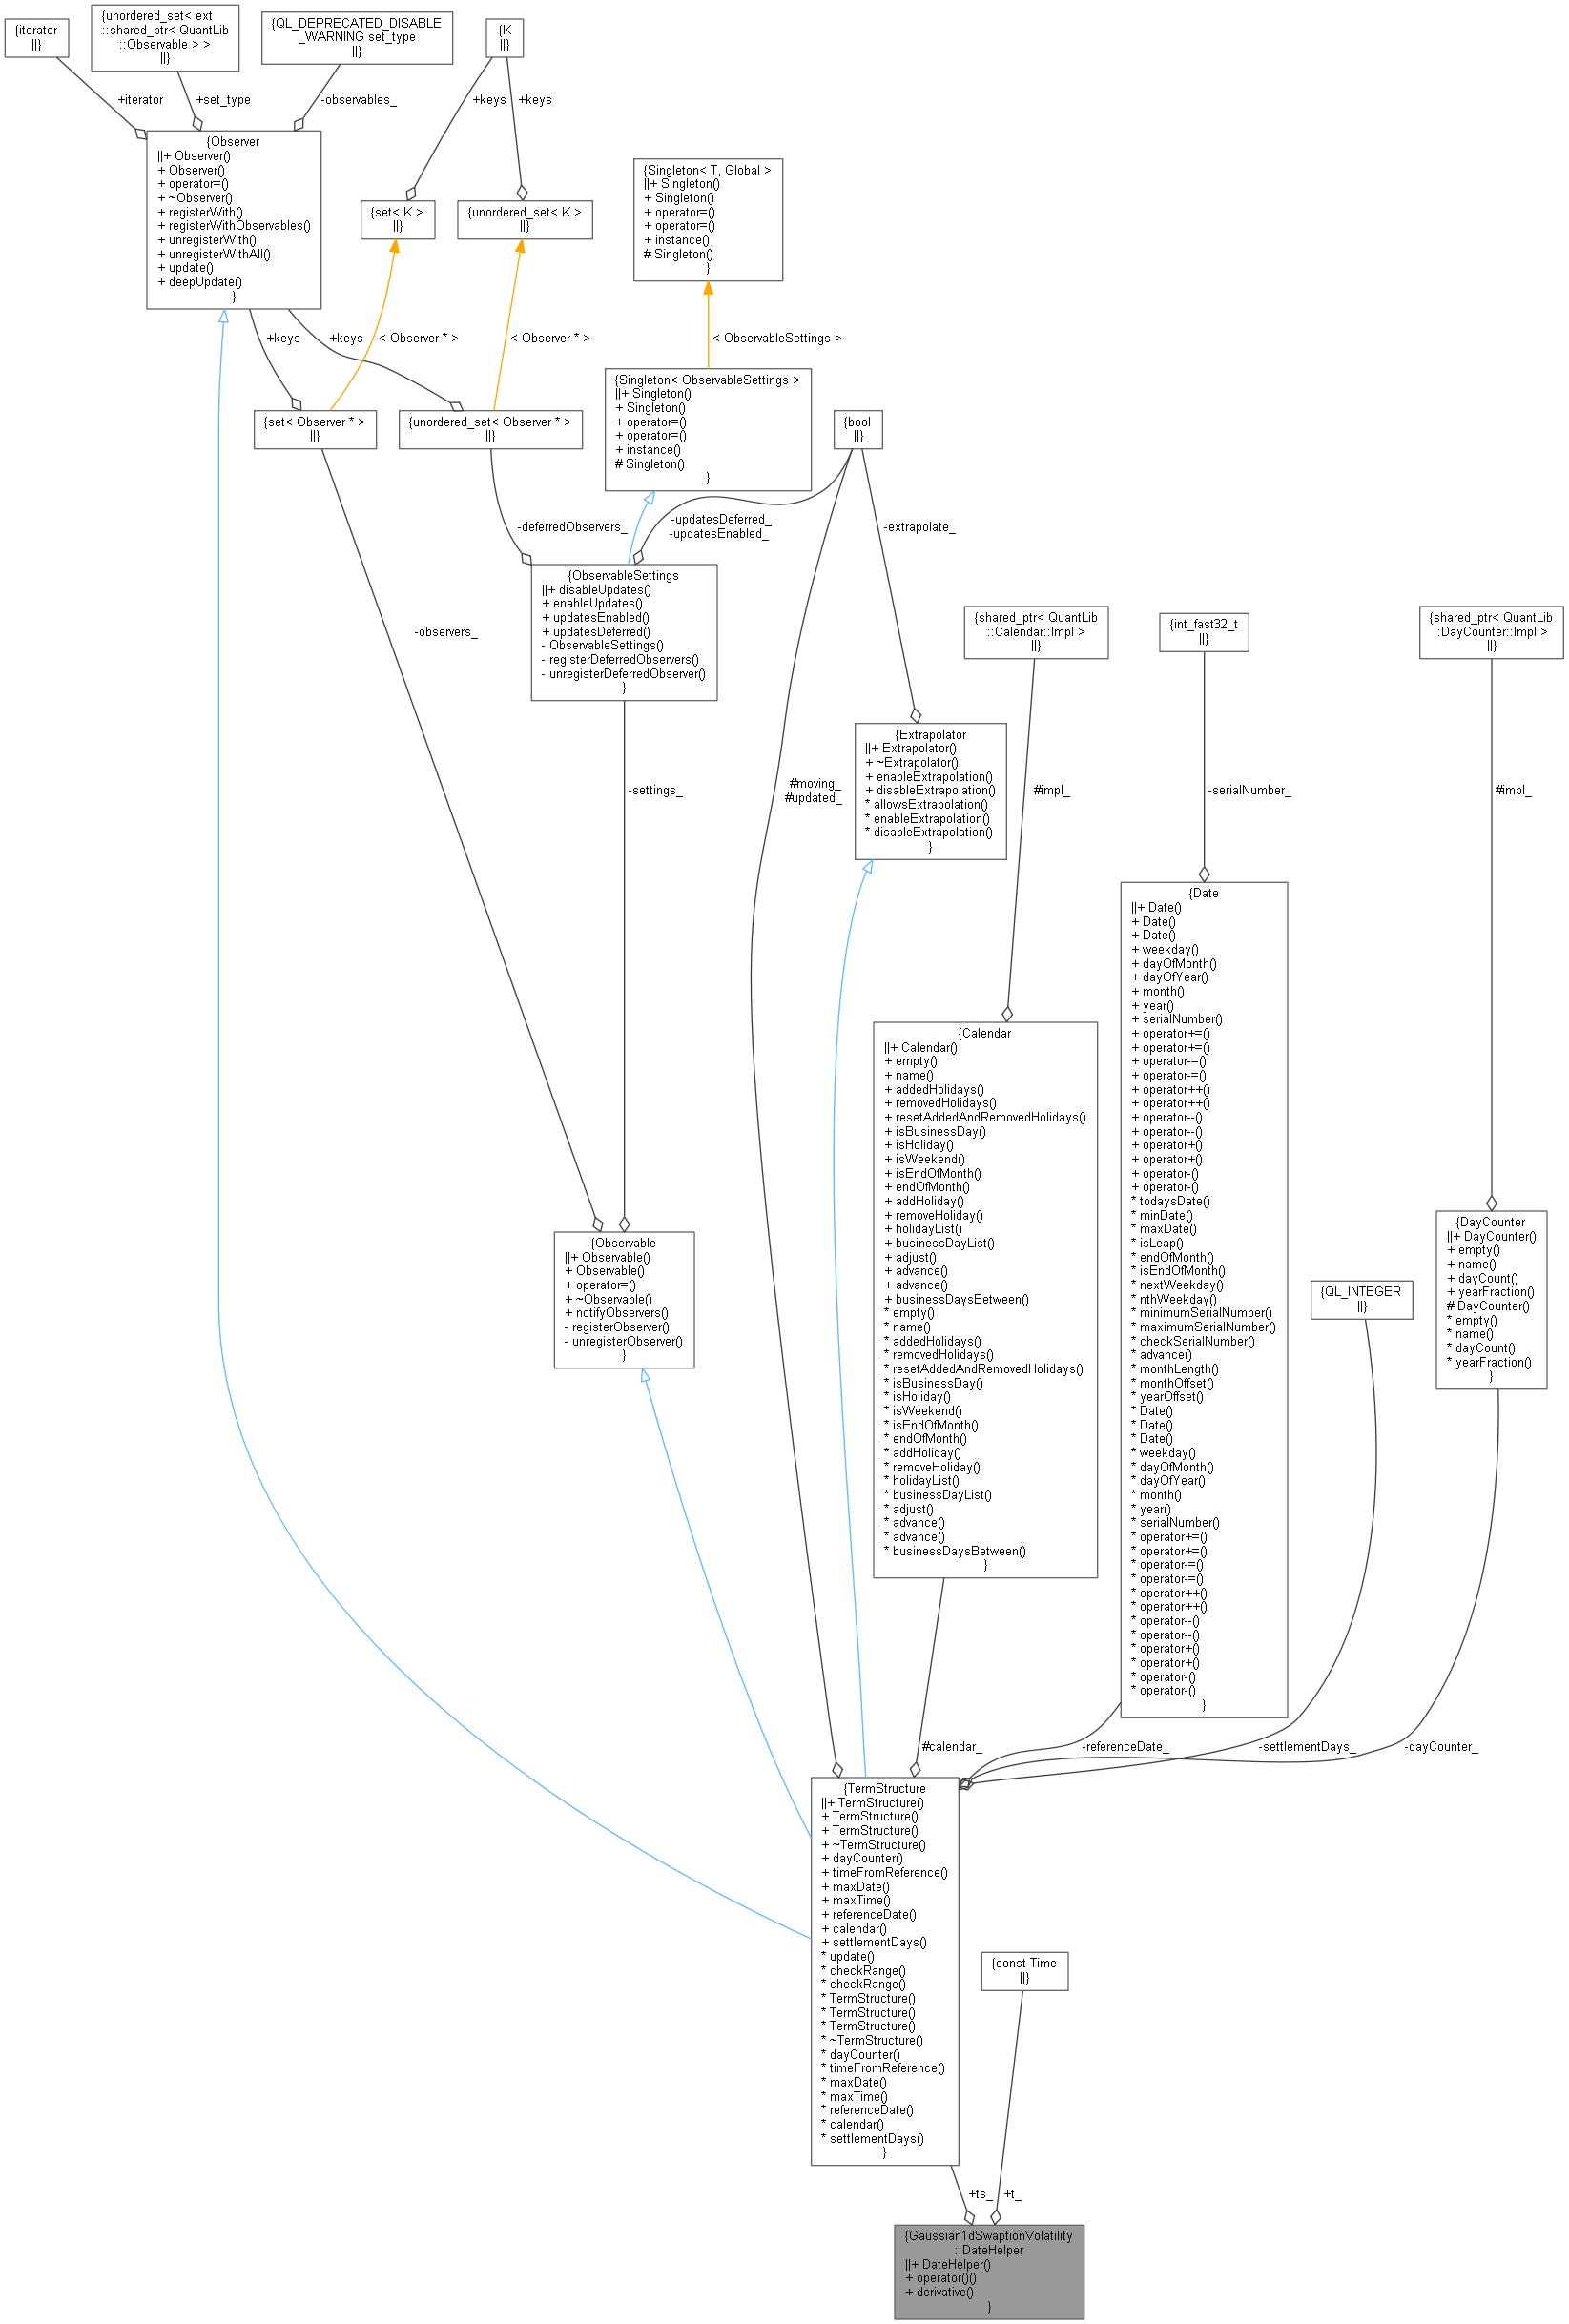 {iterator
||}
{unordered_set< ext
::shared_ptr< QuantLib
::Observable > >
||}
{QL_DEPRECATED_DISABLE
_WARNING set_type
||}
{K
||}
+iterator
+set_type
-observables_
+keys
+keys
{Observer
||+ Observer()
+ Observer()
+ operator=()
+ ~Observer()
+ registerWith()
+ registerWithObservables()
+ unregisterWith()
+ unregisterWithAll()
+ update()
+ deepUpdate()
}
{set< K >
||}
{unordered_set< K >
||}
{Singleton< T, Global >
||+ Singleton()
+ Singleton()
+ operator=()
+ operator=()
+ instance()
# Singleton()
}
+keys
+keys
< Observer * >
< Observer * >
< ObservableSettings >
{set< Observer * >
||}
{unordered_set< Observer * >
||}
{Singleton< ObservableSettings >
||+ Singleton()
+ Singleton()
+ operator=()
+ operator=()
+ instance()
# Singleton()
}
{bool
||}
-deferredObservers_
-updatesDeferred_
-updatesEnabled_
-extrapolate_
{ObservableSettings
||+ disableUpdates()
+ enableUpdates()
+ updatesEnabled()
+ updatesDeferred()
- ObservableSettings()
- registerDeferredObservers()
- unregisterDeferredObserver()
}
{shared_ptr< QuantLib
::Calendar::Impl >
||}
{int_fast32_t
||}
{shared_ptr< QuantLib
::DayCounter::Impl >
||}
-observers_
-settings_
#moving_
#updated_
{Extrapolator
||+ Extrapolator()
+ ~Extrapolator()
+ enableExtrapolation()
+ disableExtrapolation()
* allowsExtrapolation()
* enableExtrapolation()
* disableExtrapolation()
}
#impl_
-serialNumber_
#impl_
{Date
||+ Date()
+ Date()
+ Date()
+ weekday()
+ dayOfMonth()
+ dayOfYear()
+ month()
+ year()
+ serialNumber()
+ operator+=()
+ operator+=()
+ operator-=()
+ operator-=()
+ operator++()
+ operator++()
+ operator--()
+ operator--()
+ operator+()
+ operator+()
+ operator-()
+ operator-()
* todaysDate()
* minDate()
* maxDate()
* isLeap()
* endOfMonth()
* isEndOfMonth()
* nextWeekday()
* nthWeekday()
* minimumSerialNumber()
* maximumSerialNumber()
* checkSerialNumber()
* advance()
* monthLength()
* monthOffset()
* yearOffset()
* Date()
* Date()
* Date()
* weekday()
* dayOfMonth()
* dayOfYear()
* month()
* year()
* serialNumber()
* operator+=()
* operator+=()
* operator-=()
* operator-=()
* operator++()
* operator++()
* operator--()
* operator--()
* operator+()
* operator+()
* operator-()
* operator-()
}
{Calendar
||+ Calendar()
+ empty()
+ name()
+ addedHolidays()
+ removedHolidays()
+ resetAddedAndRemovedHolidays()
+ isBusinessDay()
+ isHoliday()
+ isWeekend()
+ isEndOfMonth()
+ endOfMonth()
+ addHoliday()
+ removeHoliday()
+ holidayList()
+ businessDayList()
+ adjust()
+ advance()
+ advance()
+ businessDaysBetween()
* empty()
* name()
* addedHolidays()
* removedHolidays()
* resetAddedAndRemovedHolidays()
* isBusinessDay()
* isHoliday()
* isWeekend()
* isEndOfMonth()
* endOfMonth()
* addHoliday()
* removeHoliday()
* holidayList()
* businessDayList()
* adjust()
* advance()
* advance()
* businessDaysBetween()
}
{Observable
||+ Observable()
+ Observable()
+ operator=()
+ ~Observable()
+ notifyObservers()
- registerObserver()
- unregisterObserver()
}
{QL_INTEGER
||}
{DayCounter
||+ DayCounter()
+ empty()
+ name()
+ dayCount()
+ yearFraction()
# DayCounter()
* empty()
* name()
* dayCount()
* yearFraction()
}
#calendar_
-referenceDate_
-settlementDays_
-dayCounter_
{TermStructure
||+ TermStructure()
+ TermStructure()
+ TermStructure()
+ ~TermStructure()
+ dayCounter()
+ timeFromReference()
+ maxDate()
+ maxTime()
+ referenceDate()
+ calendar()
+ settlementDays()
* update()
* checkRange()
* checkRange()
* TermStructure()
* TermStructure()
* TermStructure()
* ~TermStructure()
* dayCounter()
* timeFromReference()
* maxDate()
* maxTime()
* referenceDate()
* calendar()
* settlementDays()
}
{const Time
||}
+ts_
+t_
{Gaussian1dSwaptionVolatility
::DateHelper
||+ DateHelper()
+ operator()()
+ derivative()
}